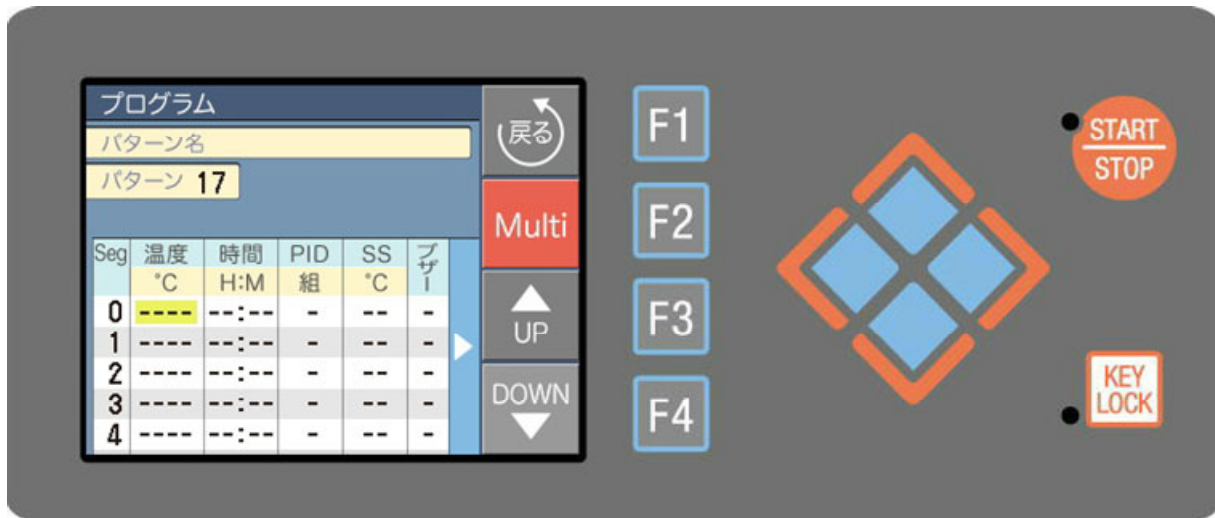 プログラム
パターン名
パターン 17
Seg 温度 時間 PID SS ブザー
°C H:M 組 °C
0 ---- --:-- - -- -
1 ---- --:-- - -- -
2 ---- --:-- - -- -
3 ---- --:-- - -- -
4 ---- --:-- - -- -
戻る
Multi
UP
DOWN
F1
F2
F3
F4
START
STOP
KEY
LOCK